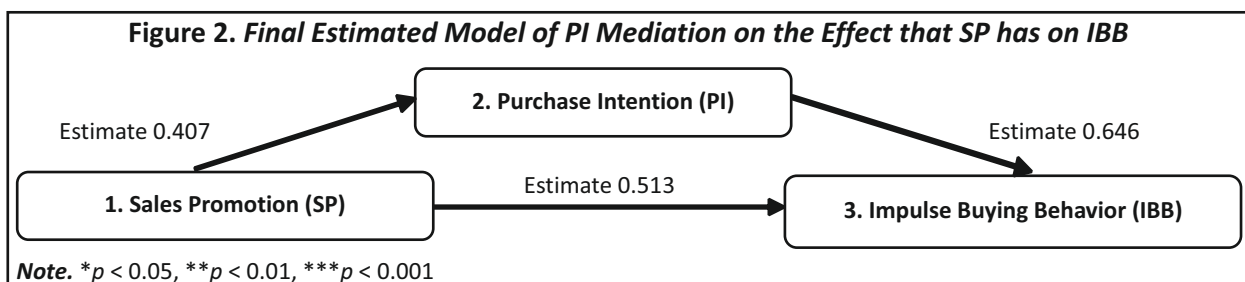 Figure 2. Final Estimated Model of PI Mediation on the Effect that SP has on IBB
2. Purchase Intention (PI)
Estimate 0.407
Estimate 0.646
Estimate 0.513
1. Sales Promotion (SP)
3. Impulse Buying Behavior (IBB)
Note. *p < 0.05, **p < 0.01, ***p < 0.001